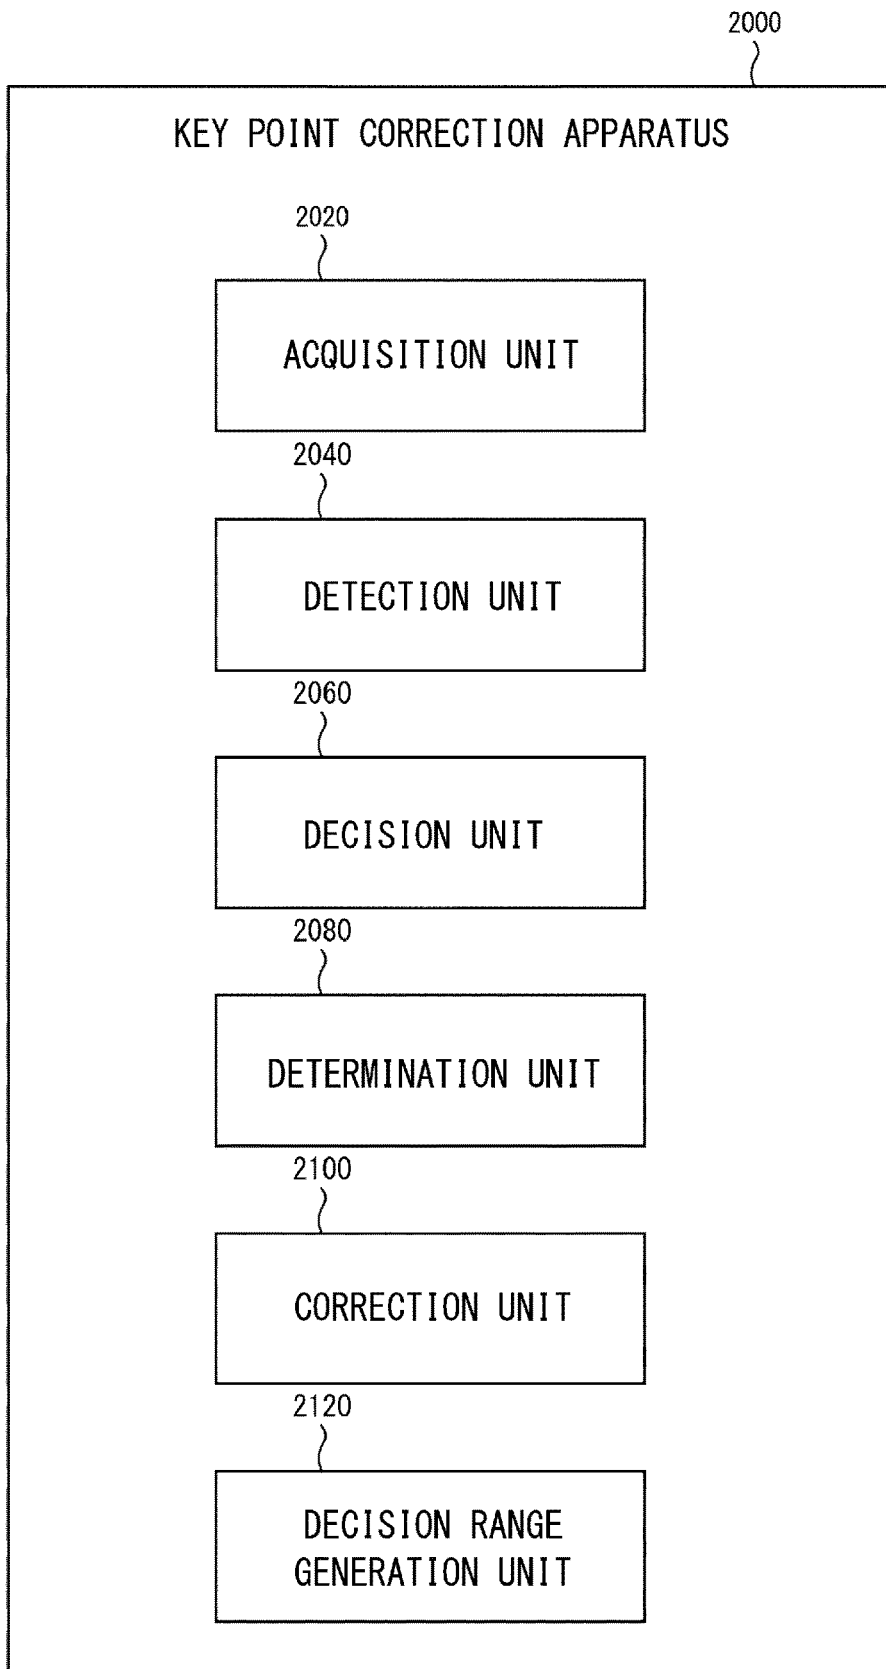 2000
KEY POINT CORRECTION APPARATUS
2020
ACQUISITION UNIT
2040
DETECTION UNIT
2060
DECISION UNIT
2080
DETERMINATION UNIT
2100
CORRECTION UNIT
2120
DECISION RANGE
GENERATION UNIT